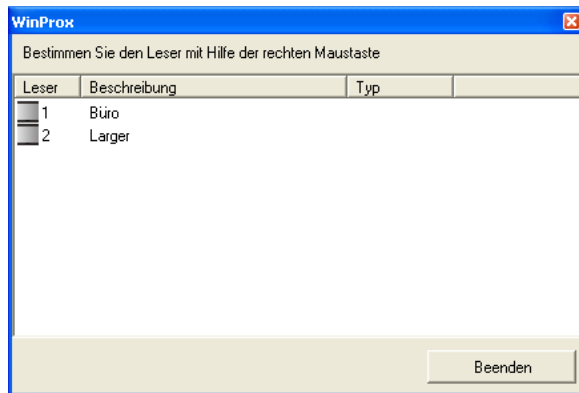 WinProx
Bestimmen Sie den Leser mit Hilfe der rechten Maustaste
Leser Beschreibung Typ
1 Büro
2 Larger
Beenden